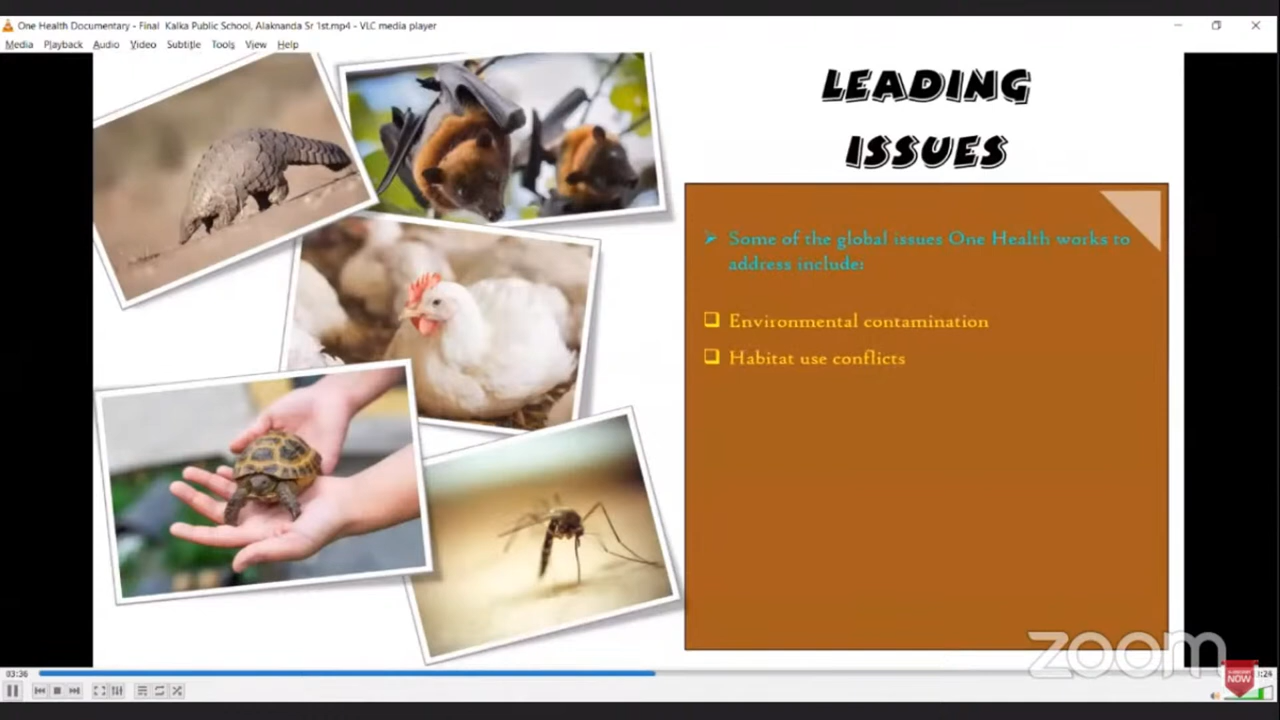 One Health Documentary - Final Kalka Public School, Alaknanda Sr 1st.mp4 - VLC media player
Media Playback Audio Video Subtitle Tools View Help
LEADING
ISSUES
Some of the global issues One Health works to
address include:
Environmental contamination
Habitat use conflicts
zoom
03:36
NOW